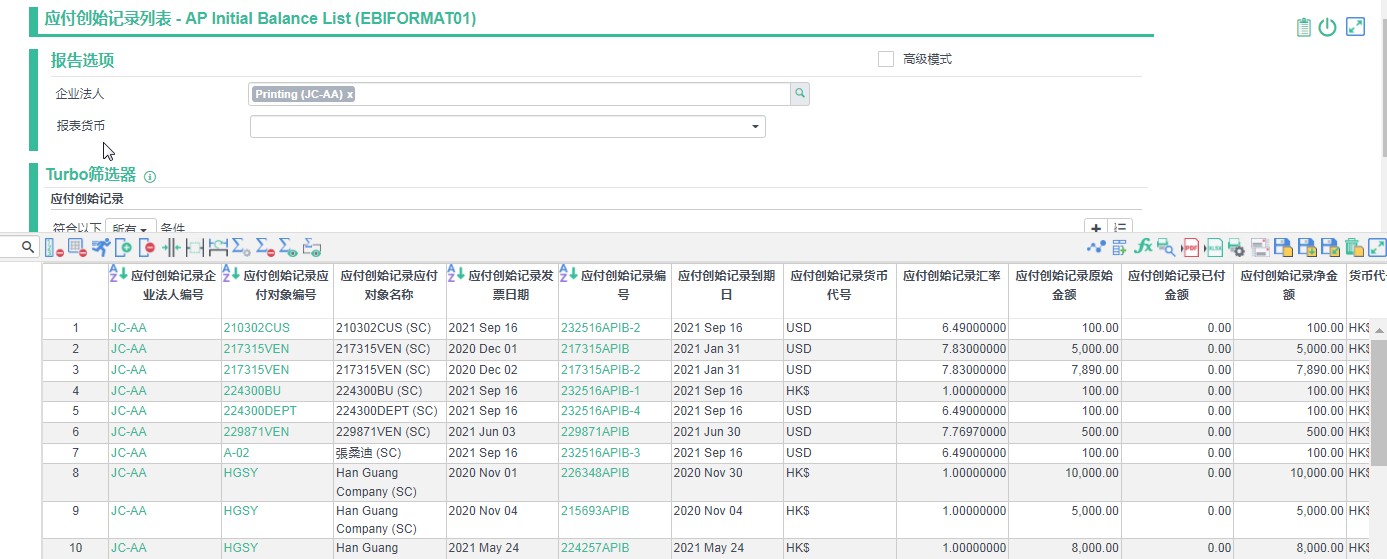 应付创始记录列表 - AP Initial Balance List (EBIFORMAT01)
报告选项
高级模式
企业法人
Printing (JC-AA) x
报表货币
Turbo筛选器
应付创始记录
符合以下 所有 条件
应付创始记录企业法人编号 应付创始记录应付对象编号 应付创始记录应付对象名称 应付创始记录发票日期 应付创始记录编号 应付创始记录到期日 应付创始记录货币代号 应付创始记录汇率 应付创始记录原始金额 应付创始记录已付金额 应付创始记录净金额 货币代
1 JC-AA 210302CUS 210302CUS (SC) 2021 Sep 16 232516APIB-2 2021 Sep 16 USD 6.49000000 100.00 0.00 100.00 HK$
2 JC-AA 217315VEN 217315VEN (SC) 2020 Dec 01 217315APIB 2021 Jan 31 USD 7.83000000 5,000.00 0.00 5,000.00 HK$
3 JC-AA 217315VEN 217315VEN (SC) 2020 Dec 02 217315APIB-2 2021 Jan 31 USD 7.83000000 7,890.00 0.00 7,890.00 HK$
4 JC-AA 224300BU 224300BU (SC) 2021 Sep 16 232516APIB-1 2021 Sep 16 HK$ 1.00000000 100.00 0.00 100.00 HK$
5 JC-AA 224300DEPT 224300DEPT (SC) 2021 Sep 16 232516APIB-4 2021 Sep 16 USD 6.49000000 100.00 0.00 100.00 HK$
6 JC-AA 229871VEN 229871VEN (SC) 2021 Jun 03 229871APIB 2021 Jun 30 USD 7.76970000 500.00 0.00 500.00 HK$
7 JC-AA A-02 張桑迪 (SC) 2021 Sep 16 232516APIB-3 2021 Sep 16 USD 6.49000000 100.00 0.00 100.00 HK$
8 JC-AA HGSY Han Guang Company (SC) 2020 Nov 01 226348APIB 2020 Nov 30 HK$ 1.00000000 10,000.00 0.00 10,000.00 HK$
9 JC-AA HGSY Han Guang Company (SC) 2020 Nov 04 215693APIB 2020 Nov 04 HK$ 1.00000000 5,000.00 0.00 5,000.00 HK$
10 JC-AA HGSY Han Guang 2021 May 24 224257APIB 2021 May 24 HK$ 1.00000000 8,000.00 0.00 8,000.00 HK$